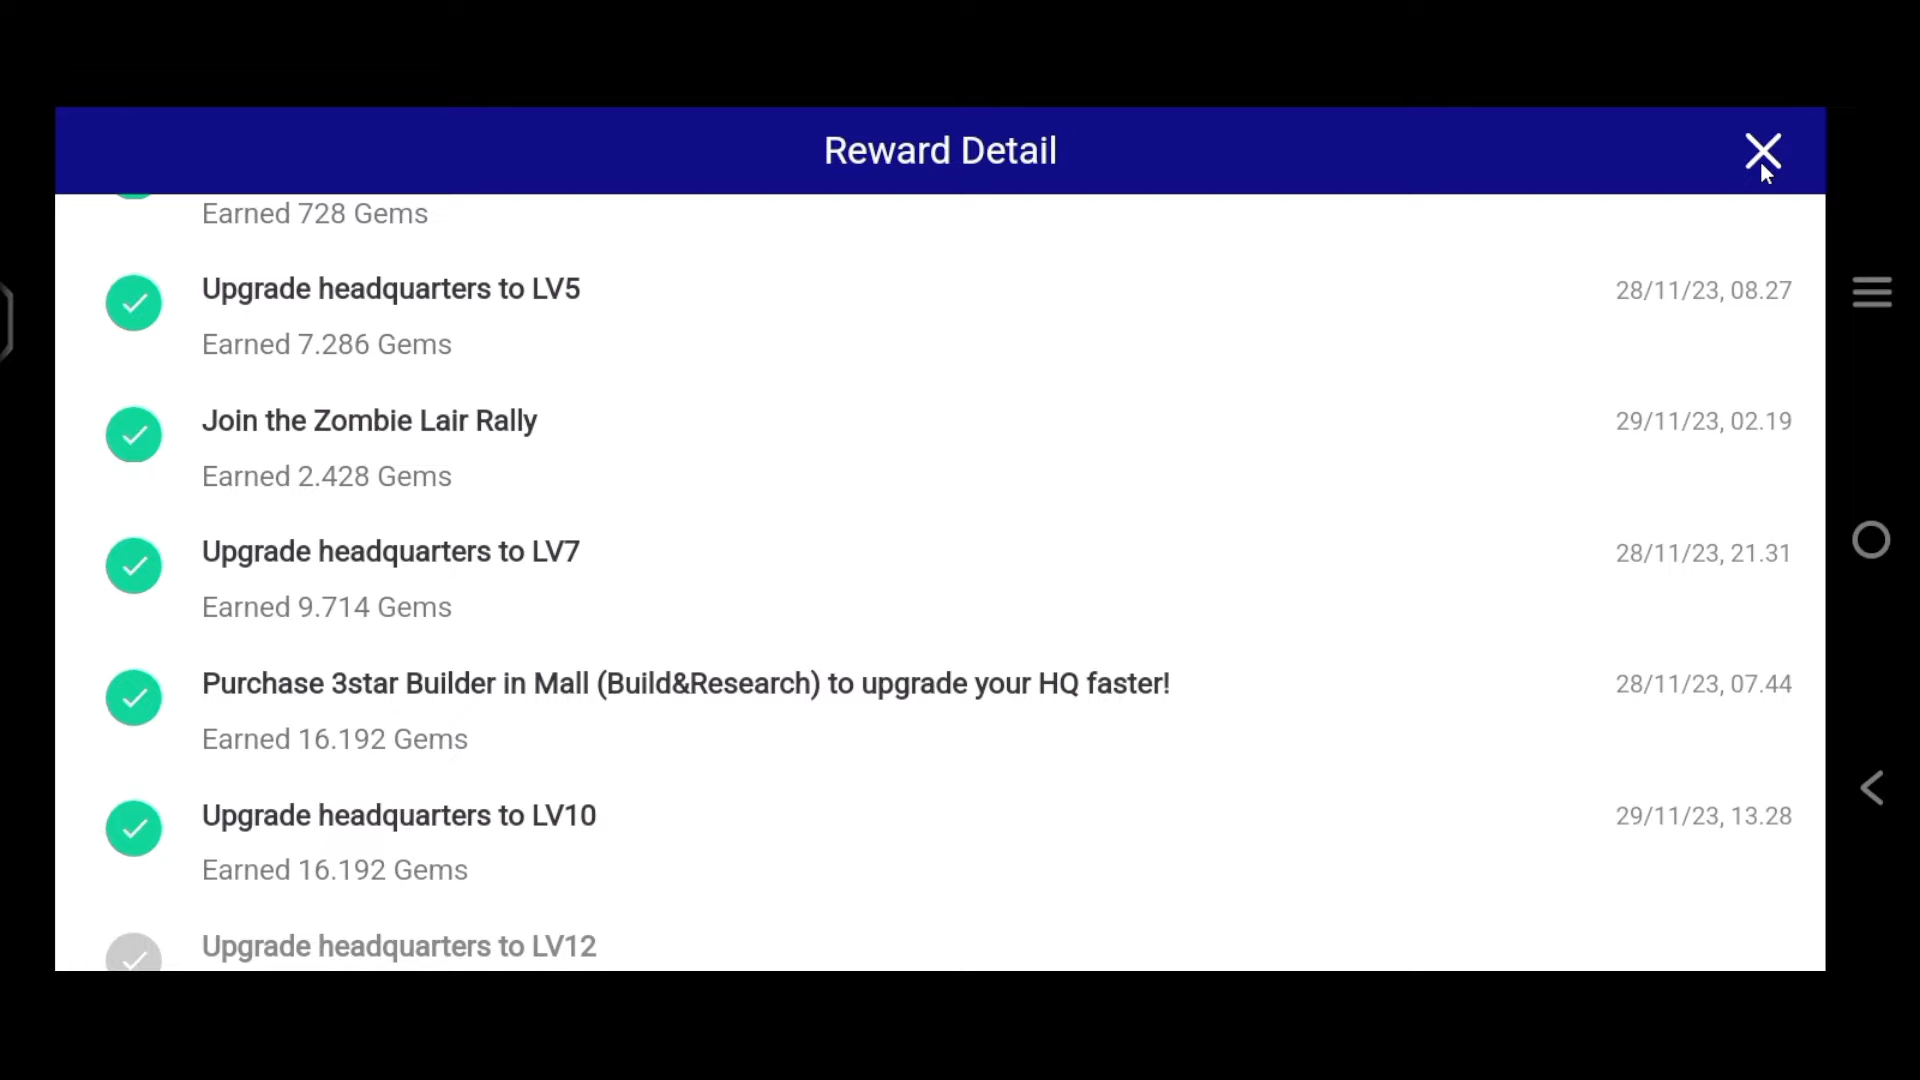 Reward Detail
Earned 728 Gems
Upgrade headquarters to LV5
28/11/23, 08.27
Earned 7.286 Gems
Join the Zombie Lair Rally
29/11/23, 02.19
Earned 2.428 Gems
Upgrade headquarters to LV7
28/11/23, 21.31
Earned 9.714 Gems
Purchase 3star Builder in Mall (Build&Research) to upgrade your HQ faster!
28/11/23, 07.44
Earned 16.192 Gems
Upgrade headquarters to LV10
29/11/23, 13.28
Earned 16.192 Gems
Upgrade headquarters to LV12